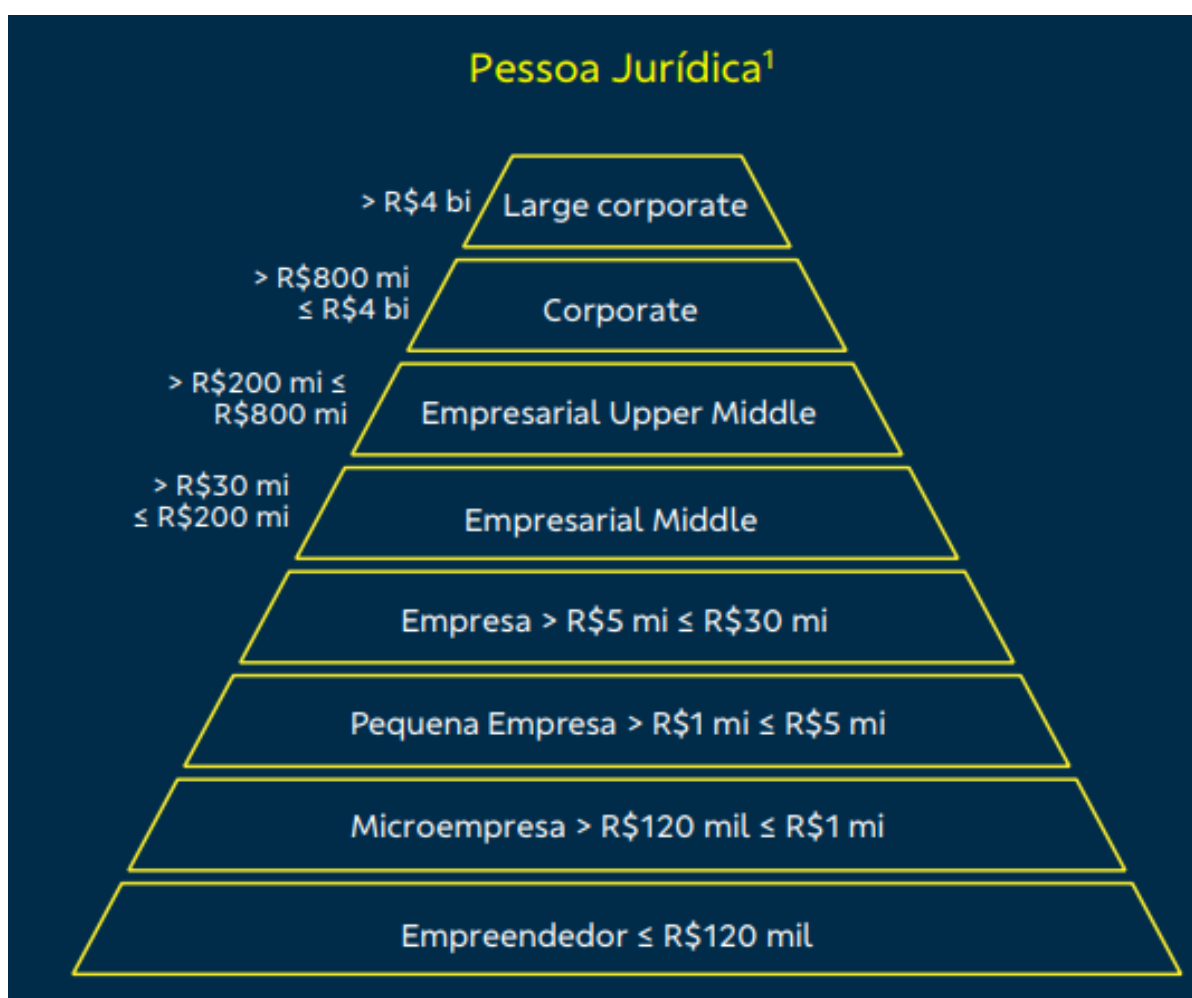 Pessoa Jurídica¹
> R$4 bi
Large corporate
> R$800 mi
≤ R$4 bi
Corporate
> R$200 mi ≤
R$800 mi
Empresarial Upper Middle
> R$30 mi
≤ R$200 mi
Empresarial Middle
Empresa > R$5 mi ≤ R$30 mi
Pequena Empresa > R$1 mi ≤ R$5 mi
Microempresa > R$120 mil ≤ R$1 mi
Empreendedor ≤ R$120 mil